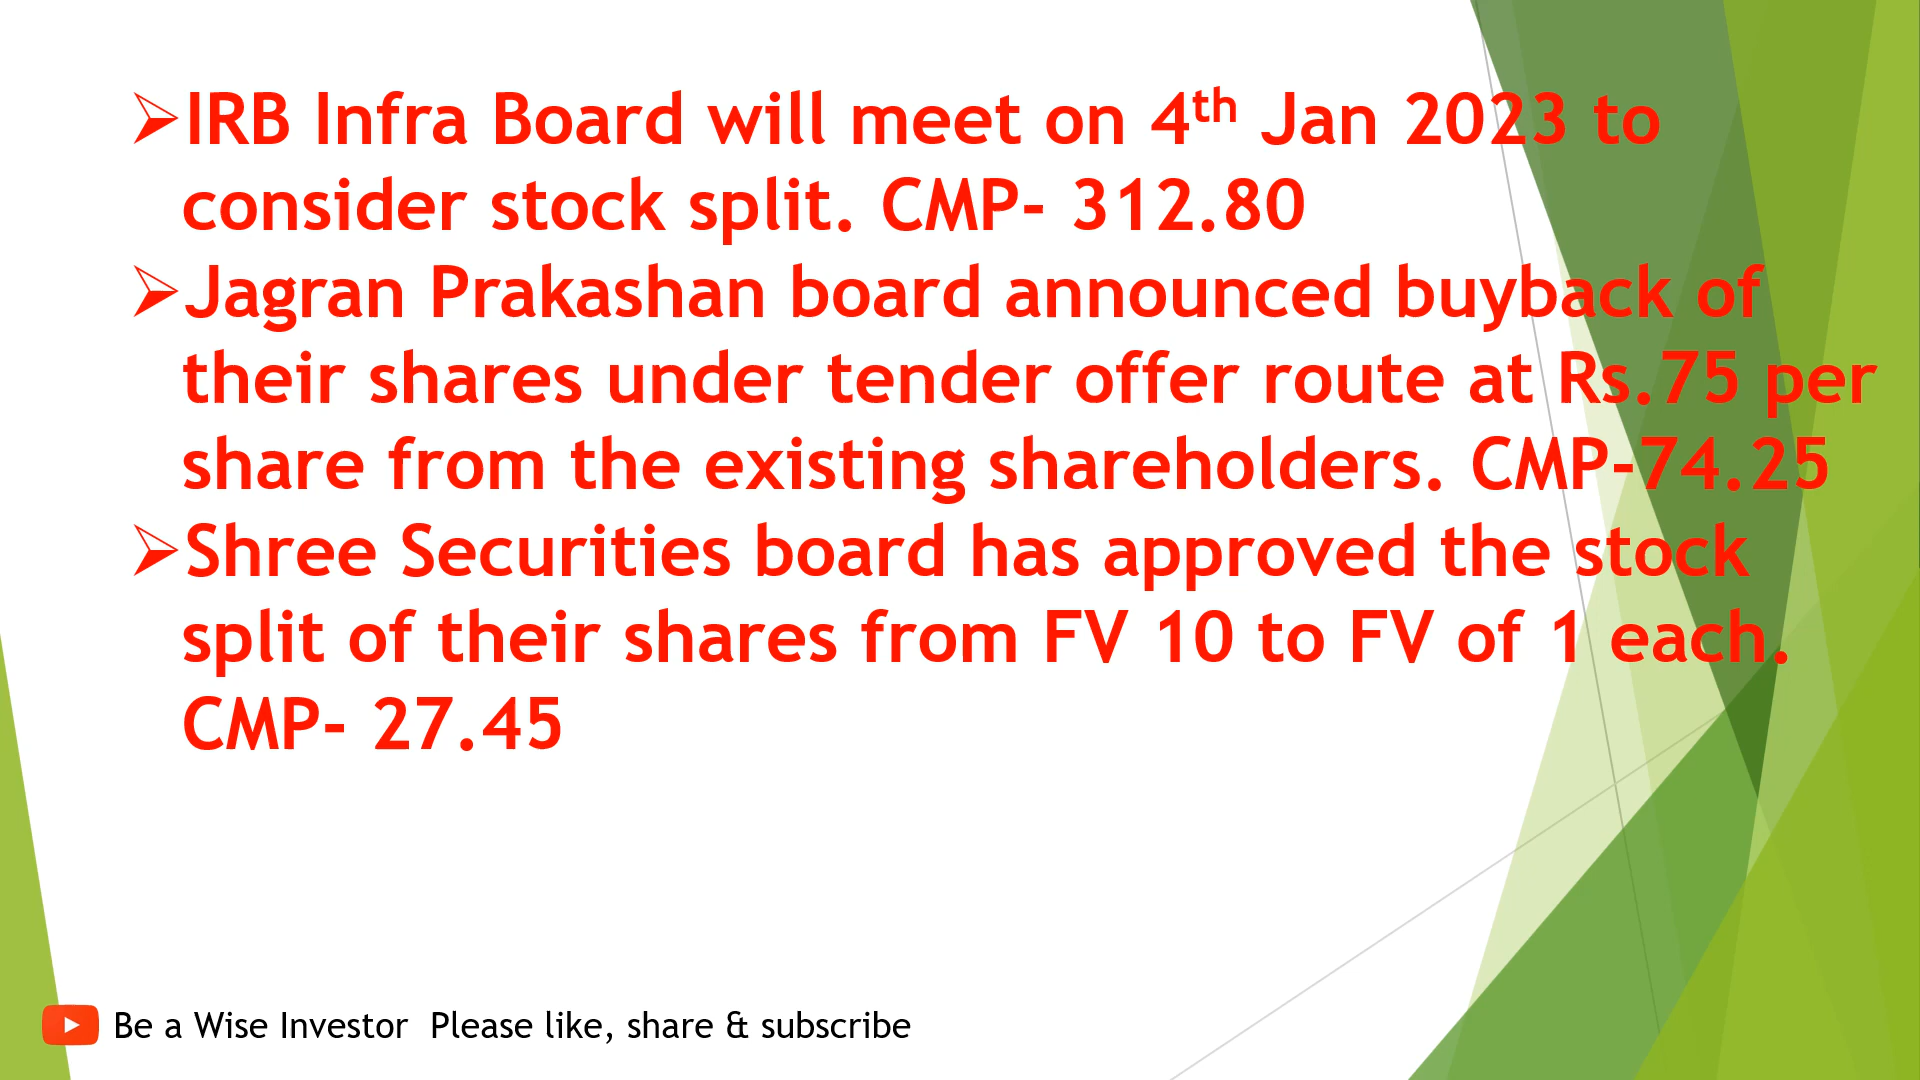 ➢IRB Infra Board will meet on 4th Jan 2023 to
consider stock split. CMP- 312.80
➢Jagran Prakashan board announced buyback of
their shares under tender offer route at Rs.75 per
share from the existing shareholders. CMP-74.25
➢Shree Securities board has approved the stock
split of their shares from FV 10 to FV of 1 each.
CMP- 27.45
Be a Wise Investor  Please like, share & subscribe